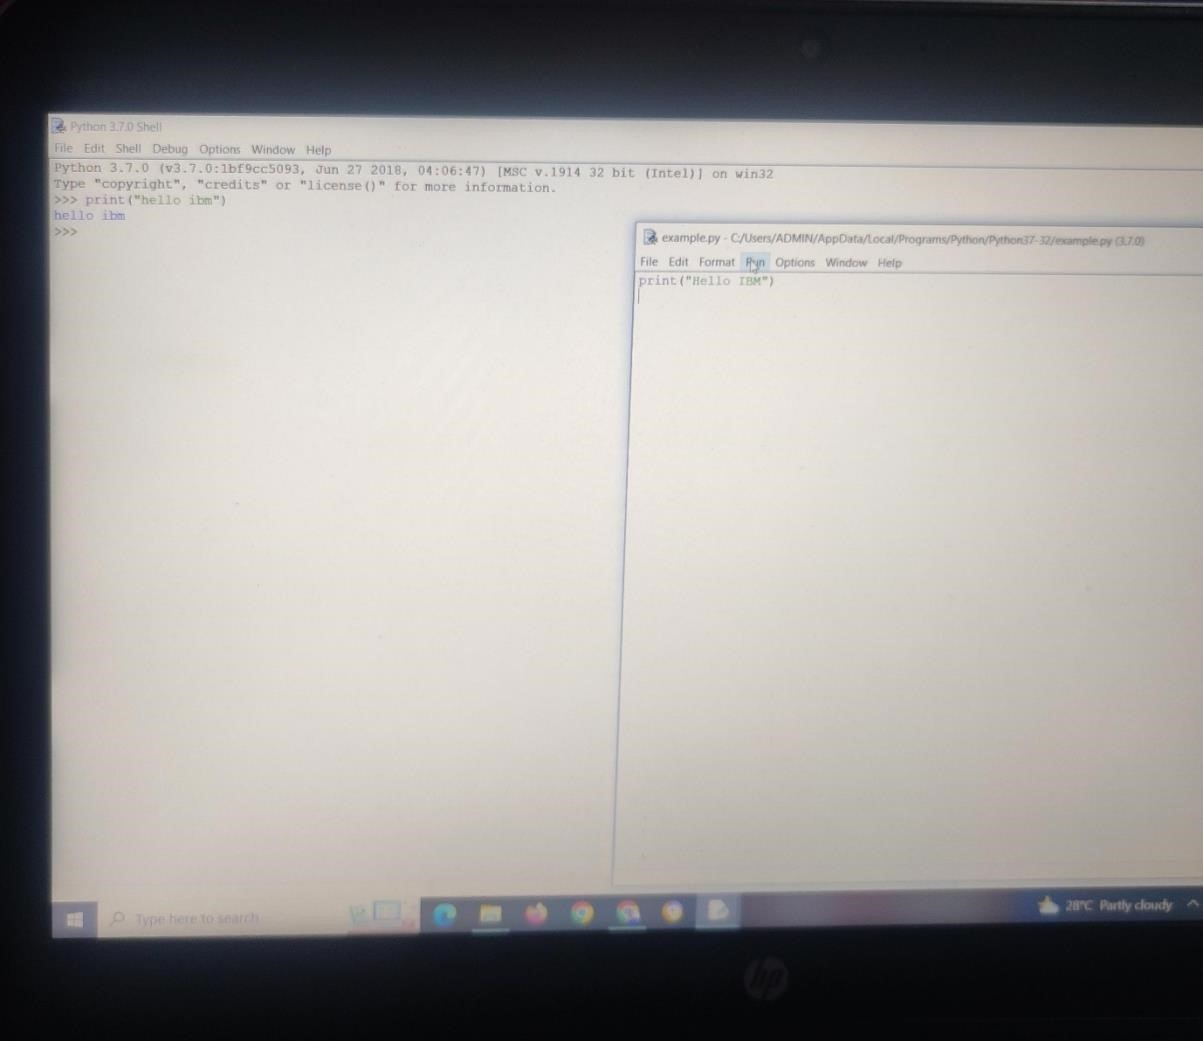 Python 3.7.0 Shell
File Edit Shell Debug Options Window Help
Python 3.7.0 (v3.7.0:1bf9cc5093, Jun 27 2018, 04:06:47) [MSC v.1914 32 bit (Intel)] on win32
Type "copyright", "credits" or "license()" for more information.
>>> print("hello ibm")
hello ibm
>>>
example.py - C:/Users/ADMIN/AppData/Local/Programs/Python/Python37-32/example.py (3.7.0)
File Edit Format Run Options Window Help
print("Hello IBM")
Type here to search
28°C Partly cloudy
hp